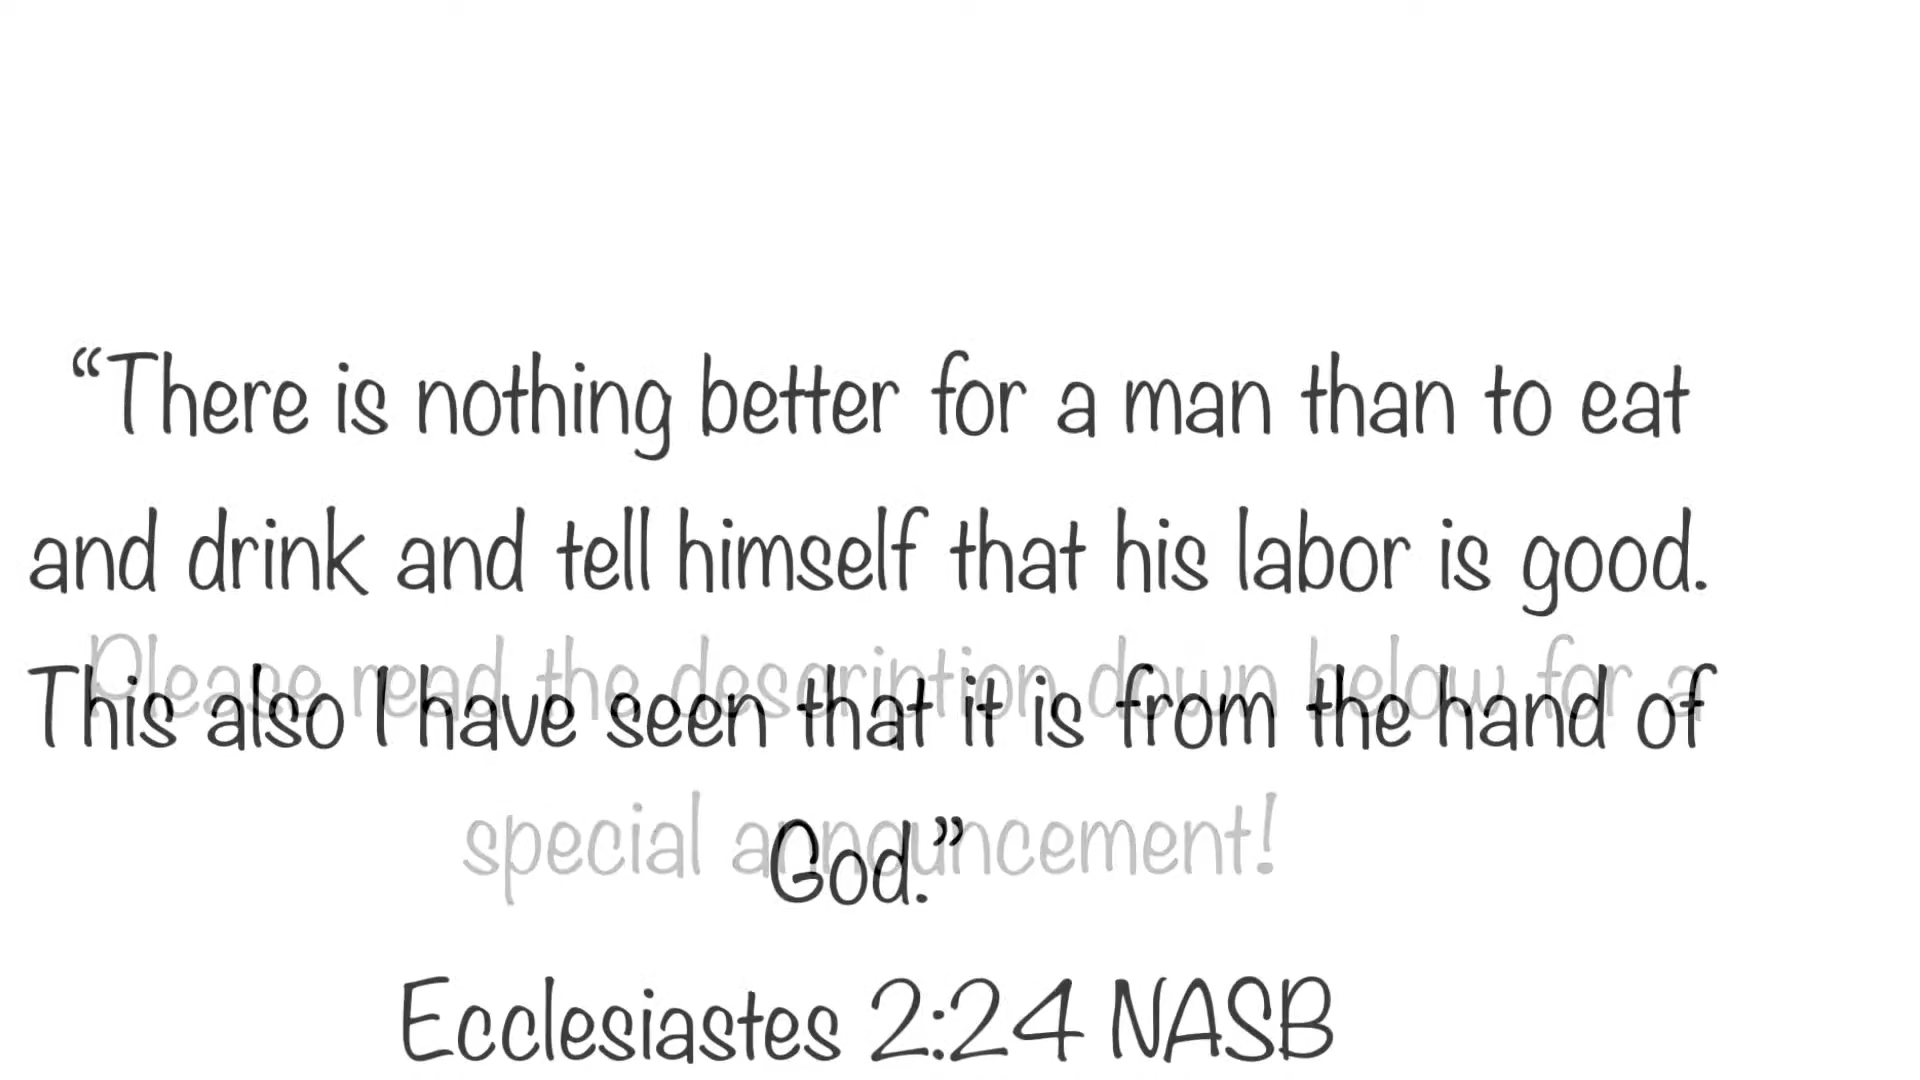 “There is nothing better for a man than to eat
and drink and tell himself that his labor is good.
Please read the description down below for a
This also I have seen that it is from the hand of
special announcement!
God.”
Ecclesiastes 2:24 NASB